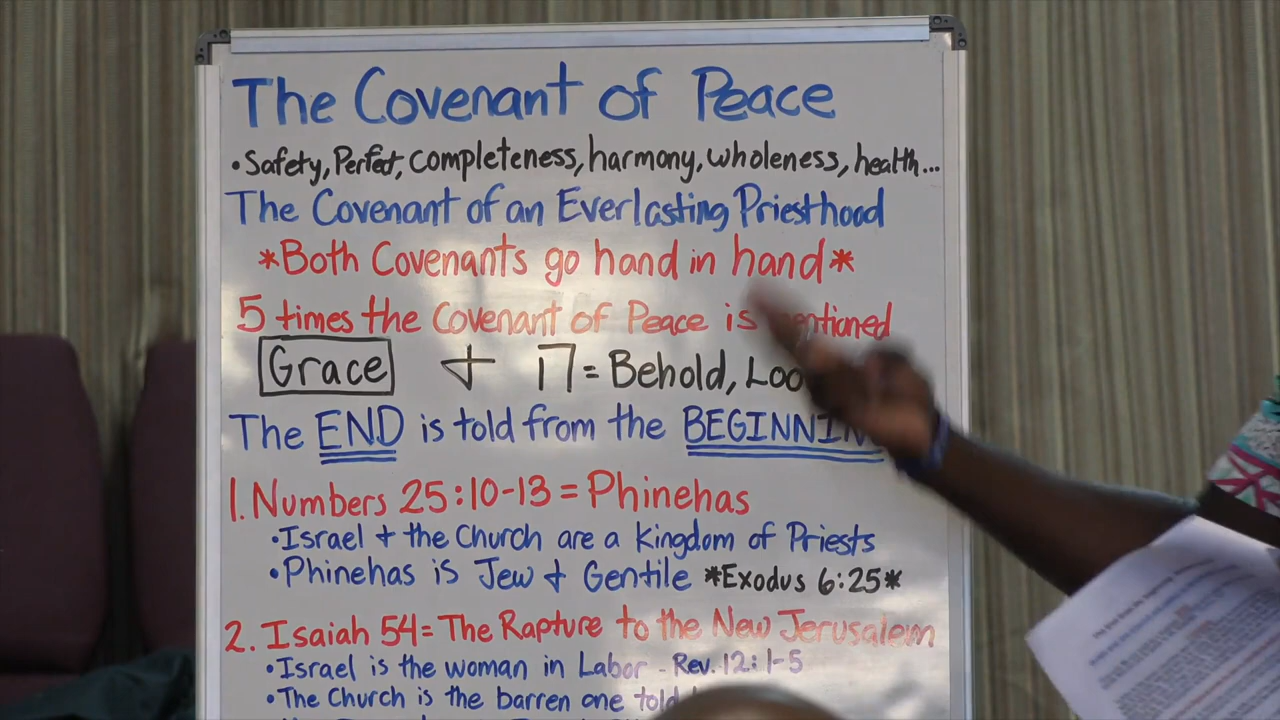 The Covenant of Peace
• Safety, Perfect, completeness, harmony, wholeness, health...
The Covenant of an Everlasting Priesthood
*Both Covenants go hand in hand*
5 times the Covenant of Peace is mentioned
Grace + ח = Behold,
The END is told from the BEGINNING
1. Numbers 25:10-13 = Phinehas
• Israel + the Church are a Kingdom of Priests
• Phinehas is Jew + Gentile *Exodus 6:25*
2. Isaiah 54 = The Rapture to the New Jerusalem
• Israel is the woman in Labor - Rev. 12:1-5
• The Church is the barren one told